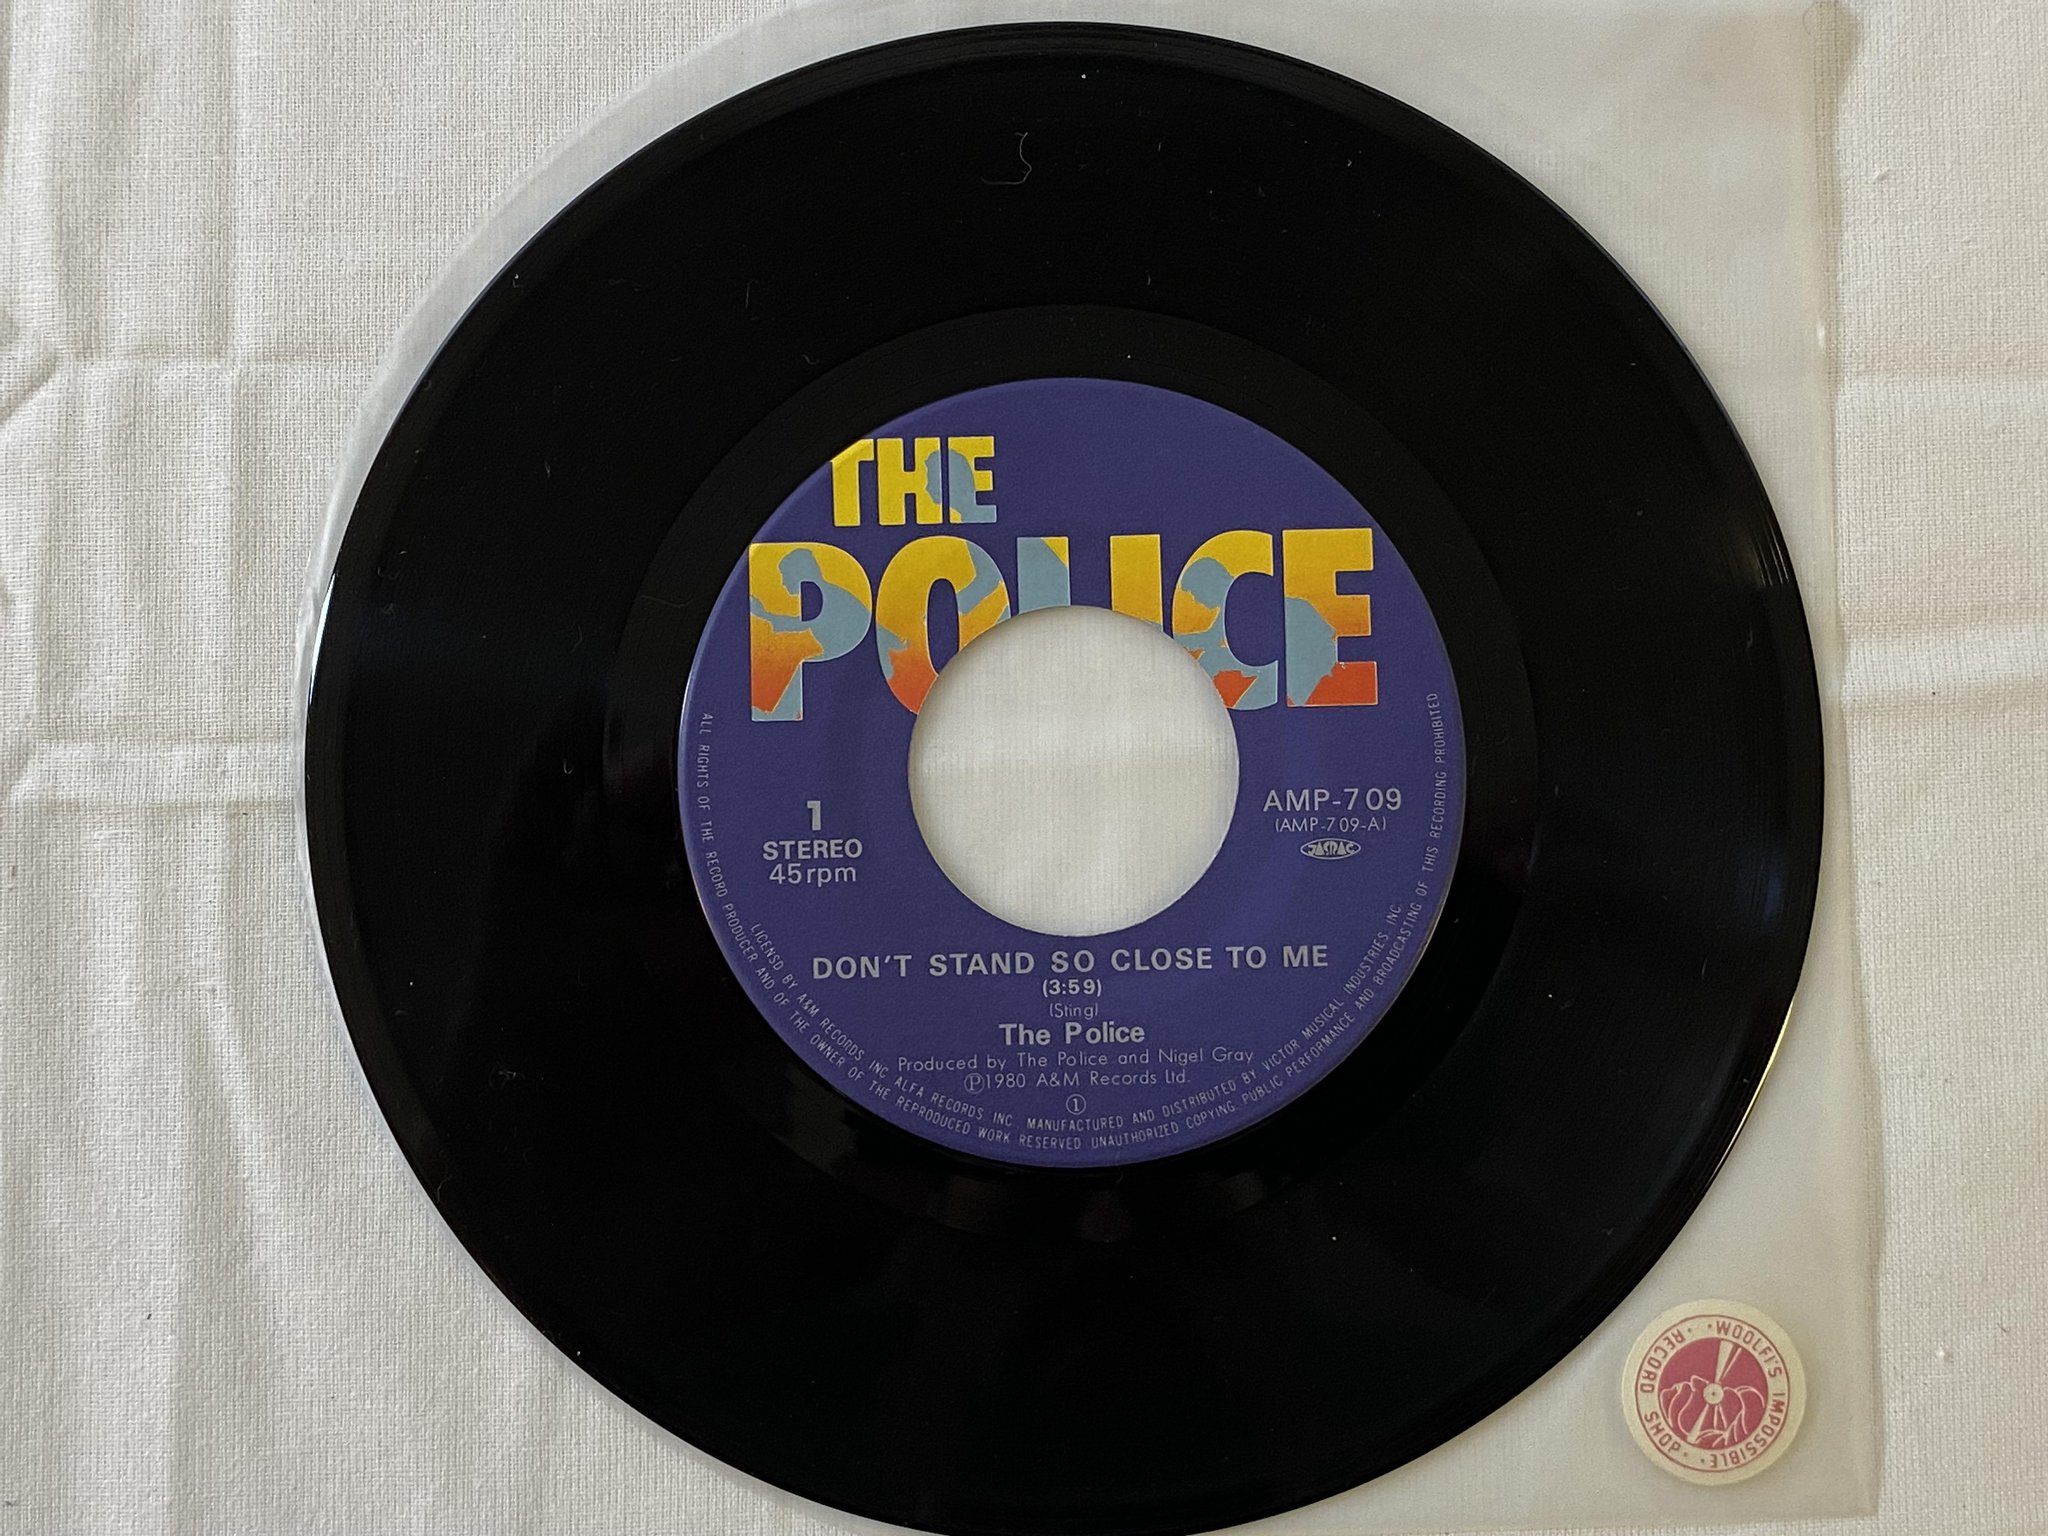 THE
POLICE
1
STEREO
45rpm
AMP-709
(AMP-709-A)
JASRAC
DON'T STAND SO CLOSE TO ME
(3:59)
(Sting)
The Police
Produced by The Police and Nigel Gray
Ⓟ1980 A&M Records Ltd.
①
LICENSD BY A&M RECORDS INC ALFA RECORDS INC. MANUFACTURED AND DISTRIBUTED BY VICTOR MUSICAL INDUSTRIES, INC.
ALL RIGHTS OF THE RECORD PRODUCER AND OF THE OWNER OF THE REPRODUCED WORK RESERVED UNAUTHORIZED COPYING PUBLIC PERFORMANCE AND BROADCASTING OF THIS RECORDING PROHIBITED
WOOLFI'S IMPOSSIBLE RECORD SHOP